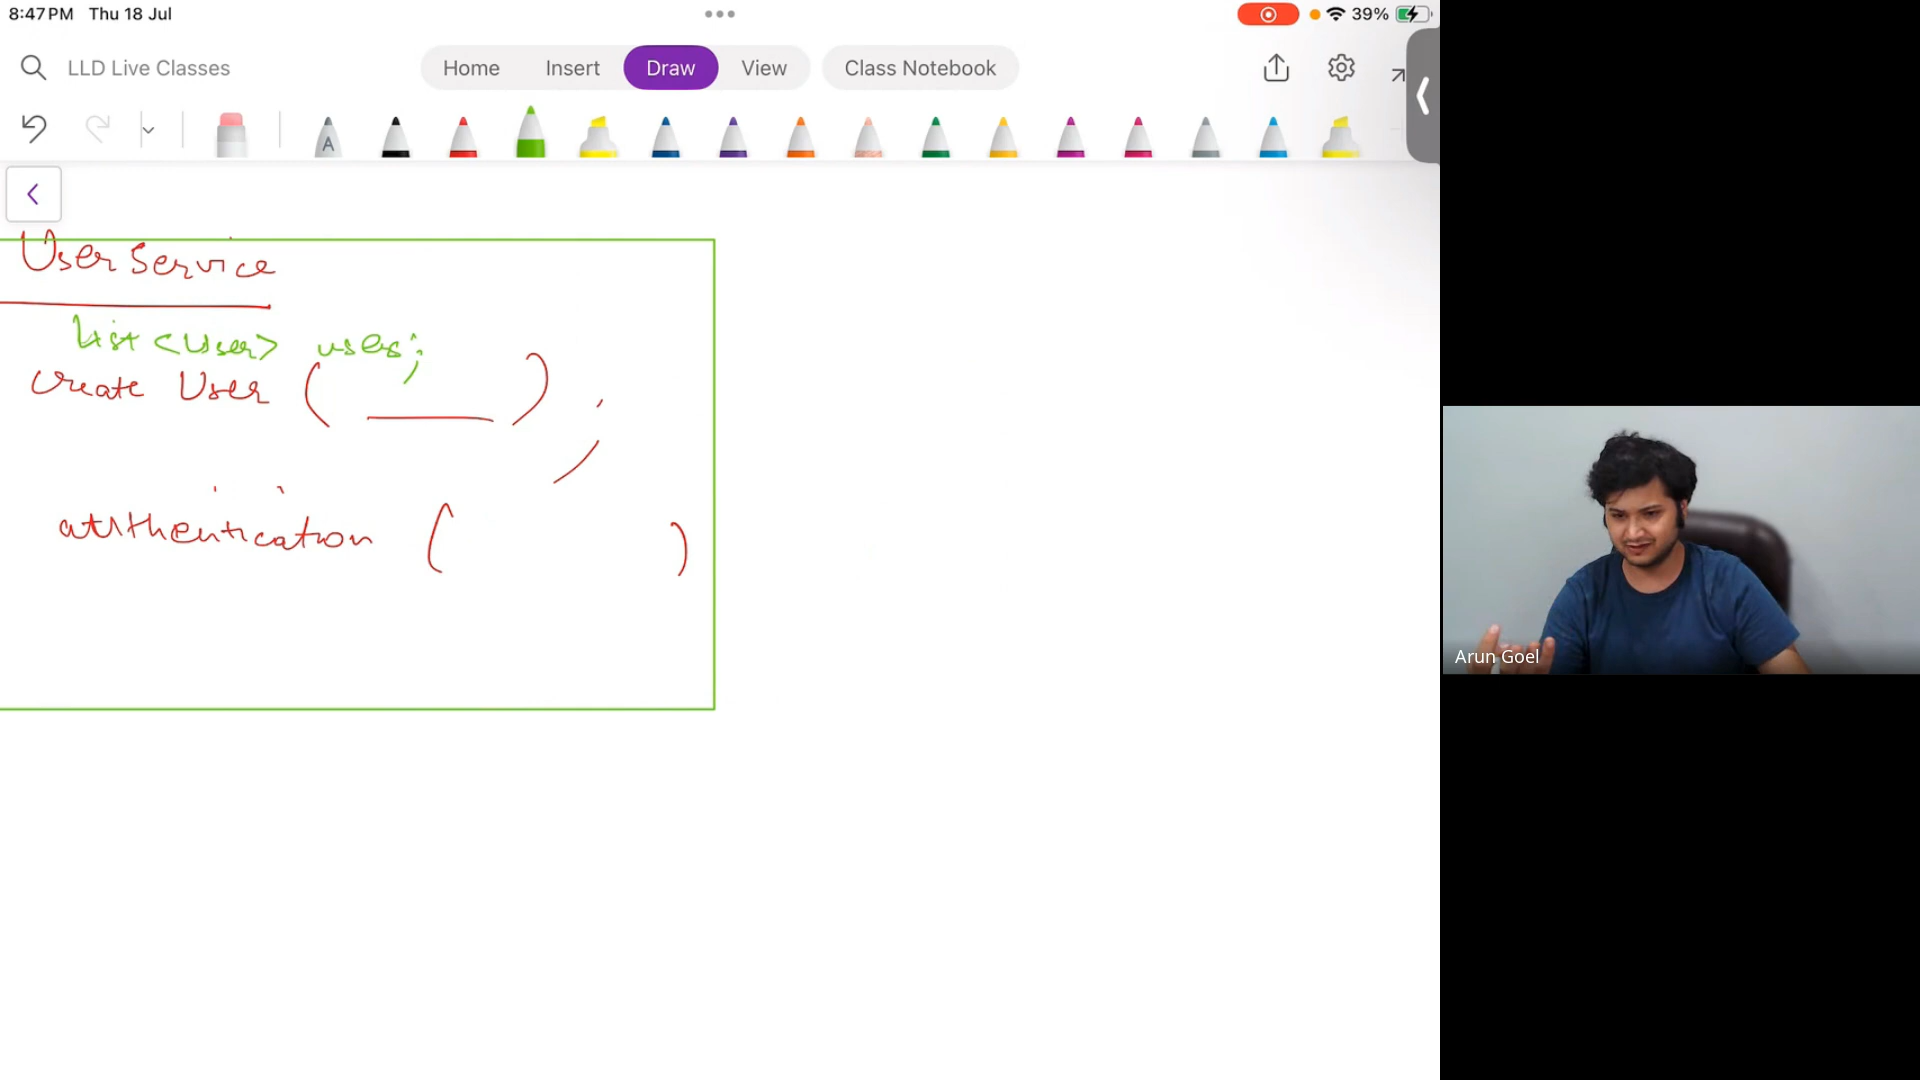 8:47 PM Thu 18 Jul
39%
LLD Live Classes
Home Insert Draw View Class Notebook
A
User Service
List <User> users;
Create User ( ____ ) ;
authentication ( )
Arun Goel